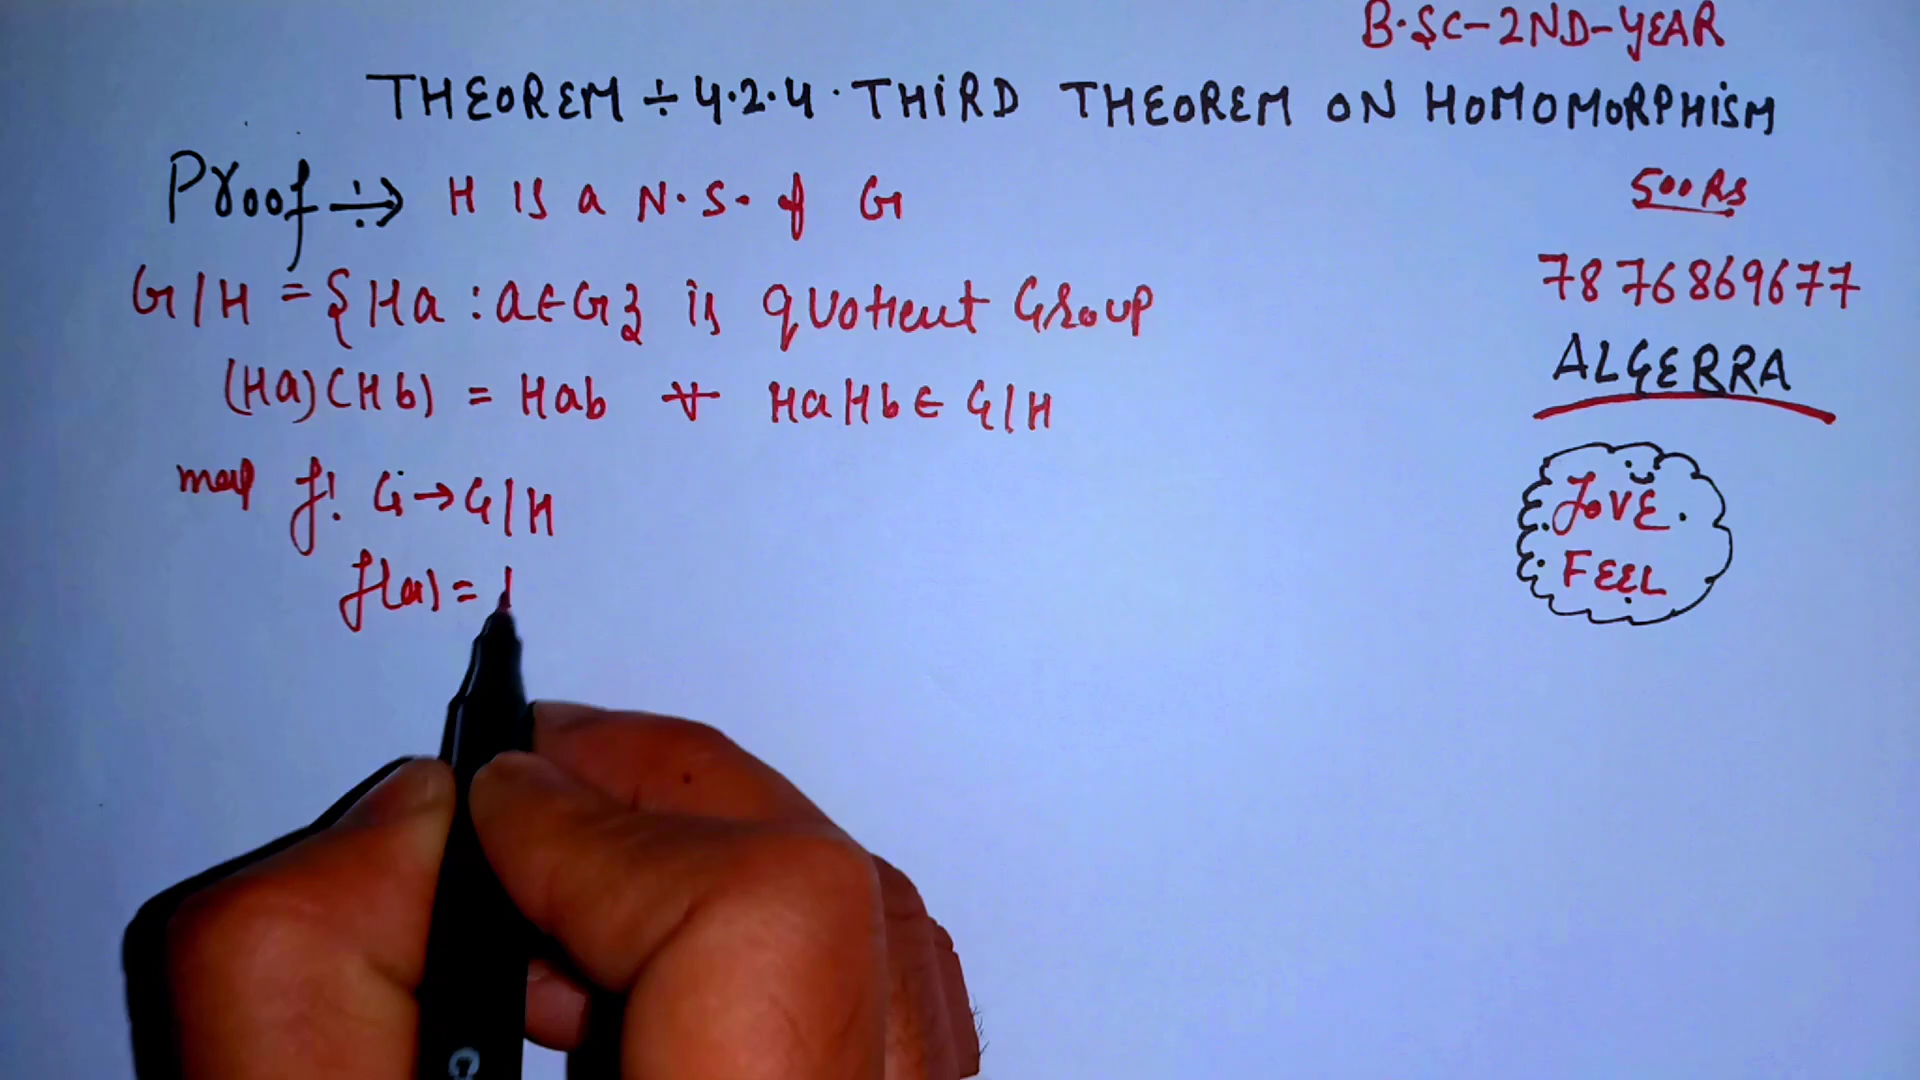 B.SC-2ND-YEAR
THEOREM ÷ 4.2.4. THIRD THEOREM ON HOMOMORPHISM
Proof ÷→ H IS a N.S. of G
500 Rs
G/H = {Ha : a∈G} is quotient Group
7876869677
(Ha)(Hb) = Hab ∀ Ha Hb ∈ G/H
ALGERRA
map f: G→G/H
LOVE.
f(a) =
FEEL